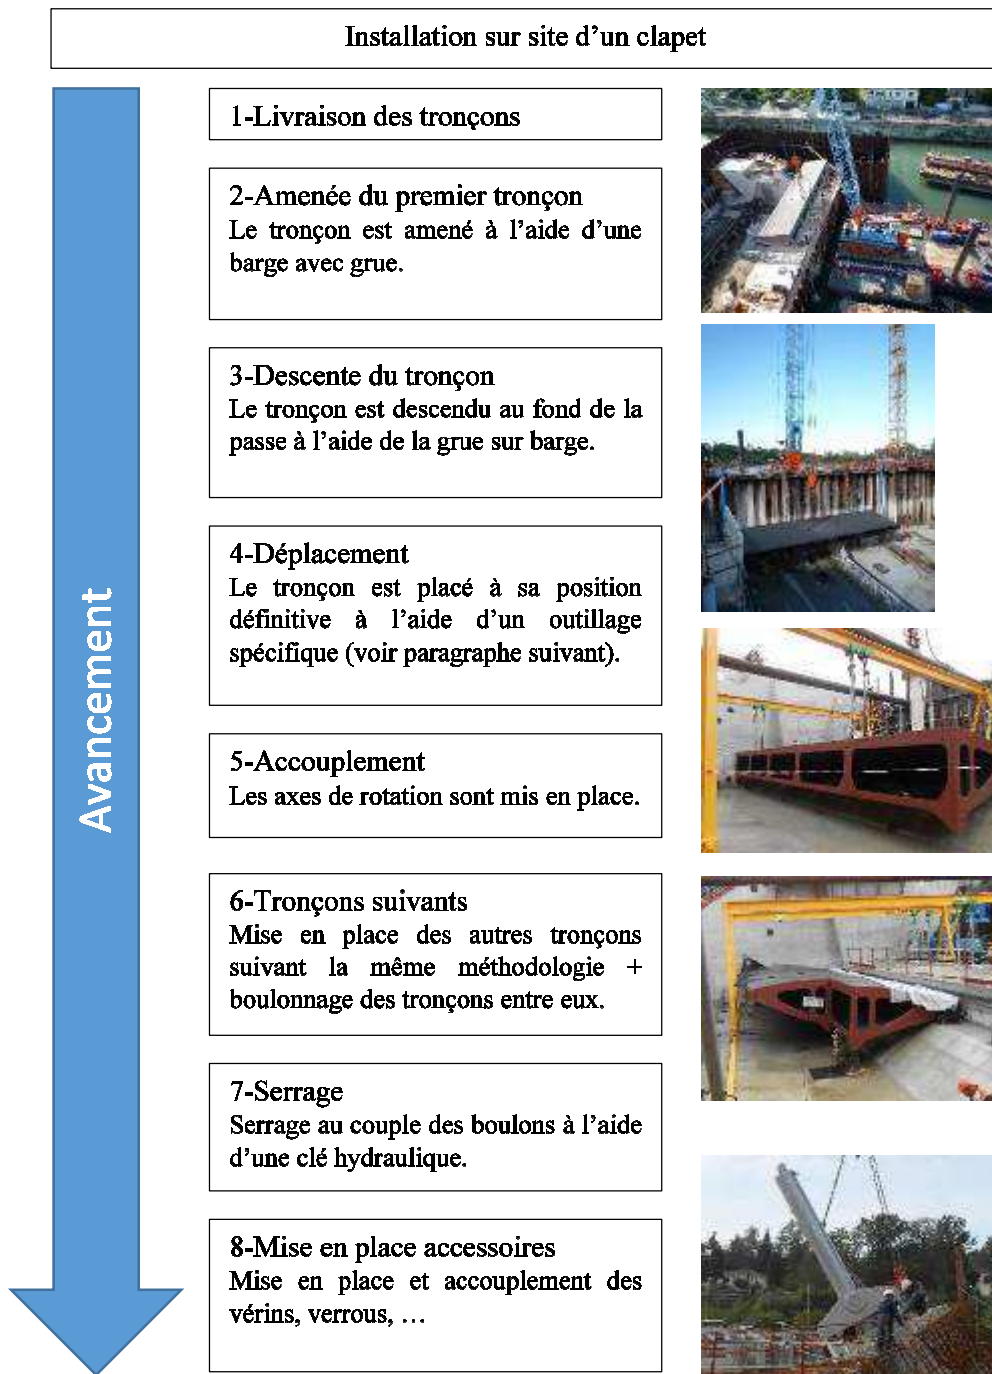 Installation sur site d’un clapet
Avancement
1-Livraison des tronçons
2-Amenée du premier tronçon
Le tronçon est amené à l’aide d’une
barge avec grue.
3-Descente du tronçon
Le tronçon est descendu au fond de la
passe à l’aide de la grue sur barge.
4-Déplacement
Le tronçon est placé à sa position
définitive à l’aide d’un outillage
spécifique (voir paragraphe suivant).
5-Accouplement
Les axes de rotation sont mis en place.
6-Tronçons suivants
Mise en place des autres tronçons
suivant la même méthodologie +
boulonnage des tronçons entre eux.
7-Serrage
Serrage au couple des boulons à l’aide
d’une clé hydraulique.
8-Mise en place accessoires
Mise en place et accouplement des
vérins, verrous, …